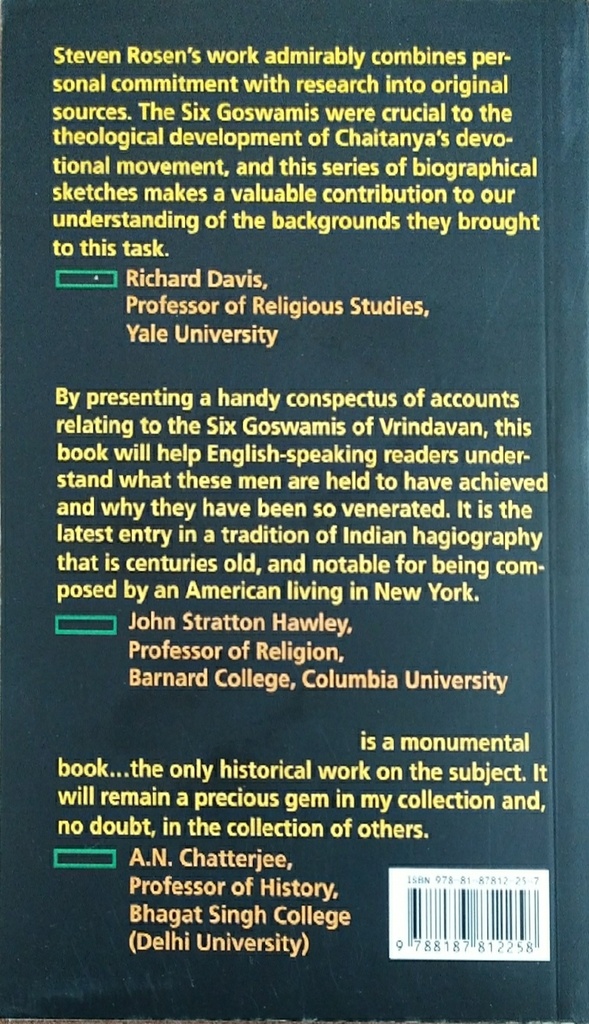 Steven Rosen's work admirably combines per-
sonal commitment with research into original
sources. The Six Goswamis were crucial to the
theological development of Chaitanya's devo-
tional movement, and this series of biographical
sketches makes a valuable contribution to our
understanding of the backgrounds they brought
to this task.
Richard Davis,
Professor of Religious Studies,
Yale University
By presenting a handy conspectus of accounts
relating to the Six Goswamis of Vrindavan, this
book will help English-speaking readers under-
stand what these men are held to have achieved
and why they have been so venerated. It is the
latest entry in a tradition of Indian hagiography
that is centuries old, and notable for being com-
posed by an American living in New York.
John Stratton Hawley,
Professor of Religion,
Barnard College, Columbia University
is a monumental
book...the only historical work on the subject. It
will remain a precious gem in my collection and,
no doubt, in the collection of others.
A.N. Chatterjee,
Professor of History,
Bhagat Singh College
(Delhi University)
ISBN 978-81-87812-25-7
9 788187 812258